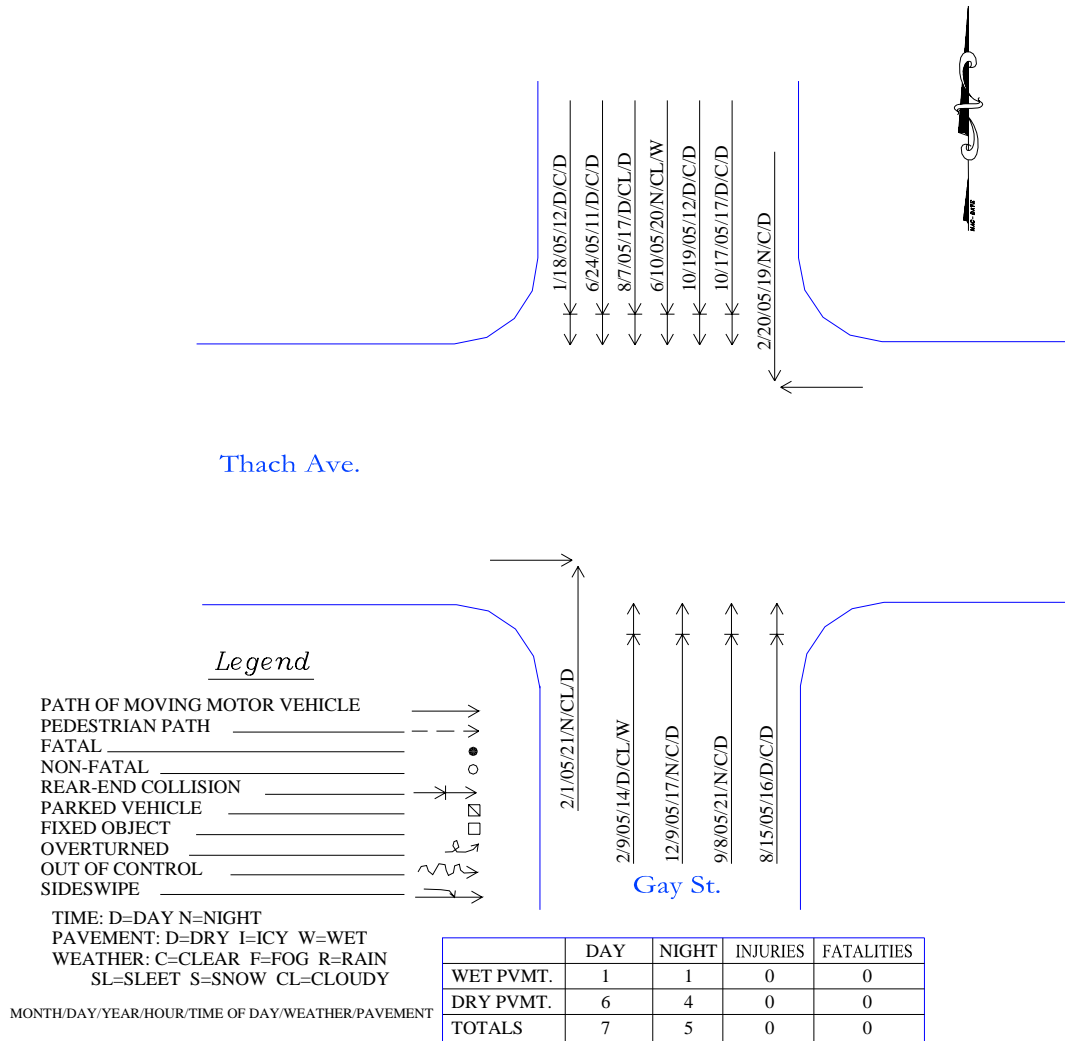 1/18/05/12/D/C/D
6/24/05/11/D/C/D
8/7/05/17/D/CL/D
6/10/05/20/N/CL/W
10/19/05/12/D/C/D
10/17/05/17/D/C/D
2/20/05/19/N/C/D
Thach Ave.
2/1/05/21/N/CL/D
2/9/05/14/D/CL/W
12/9/05/17/N/C/D
9/8/05/21/N/C/D
8/15/05/16/D/C/D
Gay St.
Legend
PATH OF MOVING MOTOR VEHICLE
PEDESTRIAN PATH
FATAL
NON-FATAL
REAR-END COLLISION
PARKED VEHICLE
FIXED OBJECT
OVERTURNED
OUT OF CONTROL
SIDESWIPE
TIME: D=DAY N=NIGHT
PAVEMENT: D=DRY I=ICY W=WET
WEATHER: C=CLEAR F=FOG R=RAIN
SL=SLEET S=SNOW CL=CLOUDY
MONTH/DAY/YEAR/HOUR/TIME OF DAY/WEATHER/PAVEMENT
DAY NIGHT INJURIES FATALITIES
WET PVMT. 1 1 0 0
DRY PVMT. 6 4 0 0
TOTALS 7 5 0 0